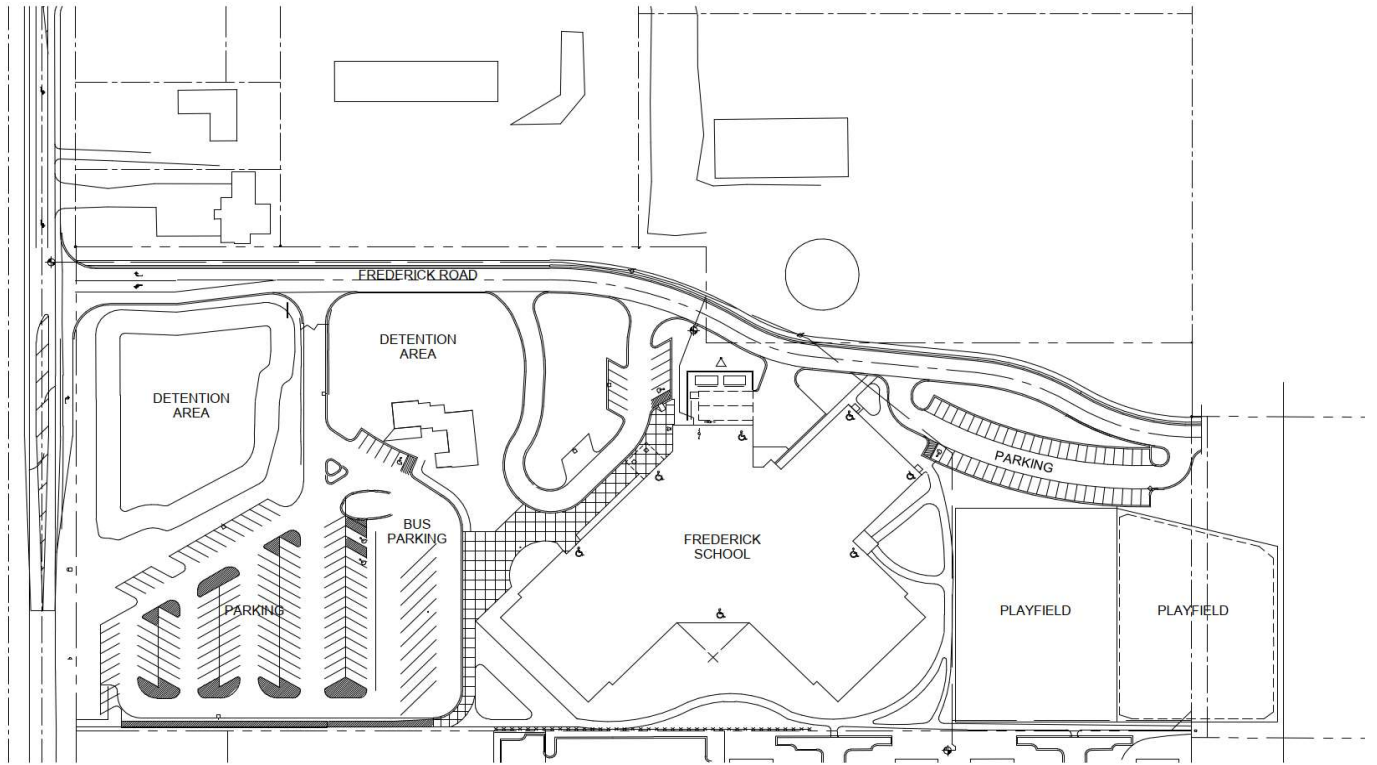 FREDERICK ROAD
DETENTION
AREA
DETENTION
AREA
PARKING
BUS
PARKING
FREDERICK
SCHOOL
PARKING
PLAYFIELD
PLAYFIELD